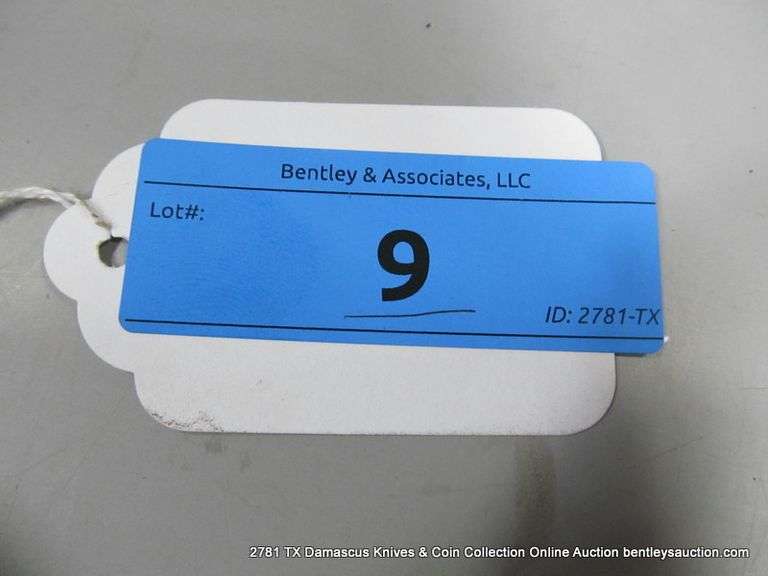 Bentley & Associates, LLC
Lot#:
9
ID: 2781-TX
2781 TX Damascus Knives & Coin Collection Online Auction bentleysauction.com